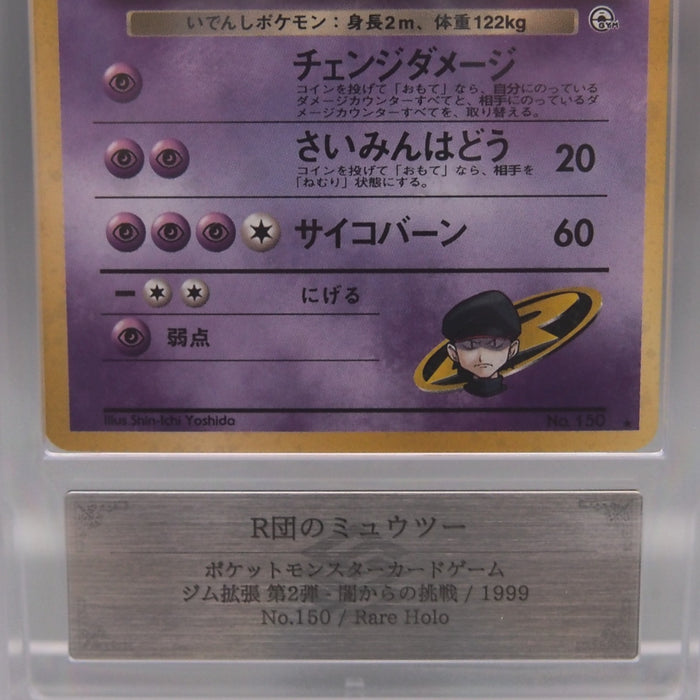 いでんしポケモン：身長2m、体重122kg
GYM
チェンジダメージ
コインを投げて「おもて」なら、自分にのっている
ダメージカウンターすべてと、相手にのっているダ
メージカウンターすべてを、取り替える。
さいみんはどう 20
コインを投げて「おもて」なら、相手を
「ねむり」状態にする。
サイコバーン 60
ー にげる
弱点
Illus Shin-Ichi Yoshida No. 150 ★
R団のミュウツー
ポケットモンスターカードゲーム
ジム拡張 第2弾 - 闇からの挑戦 / 1999
No.150 / Rare Holo